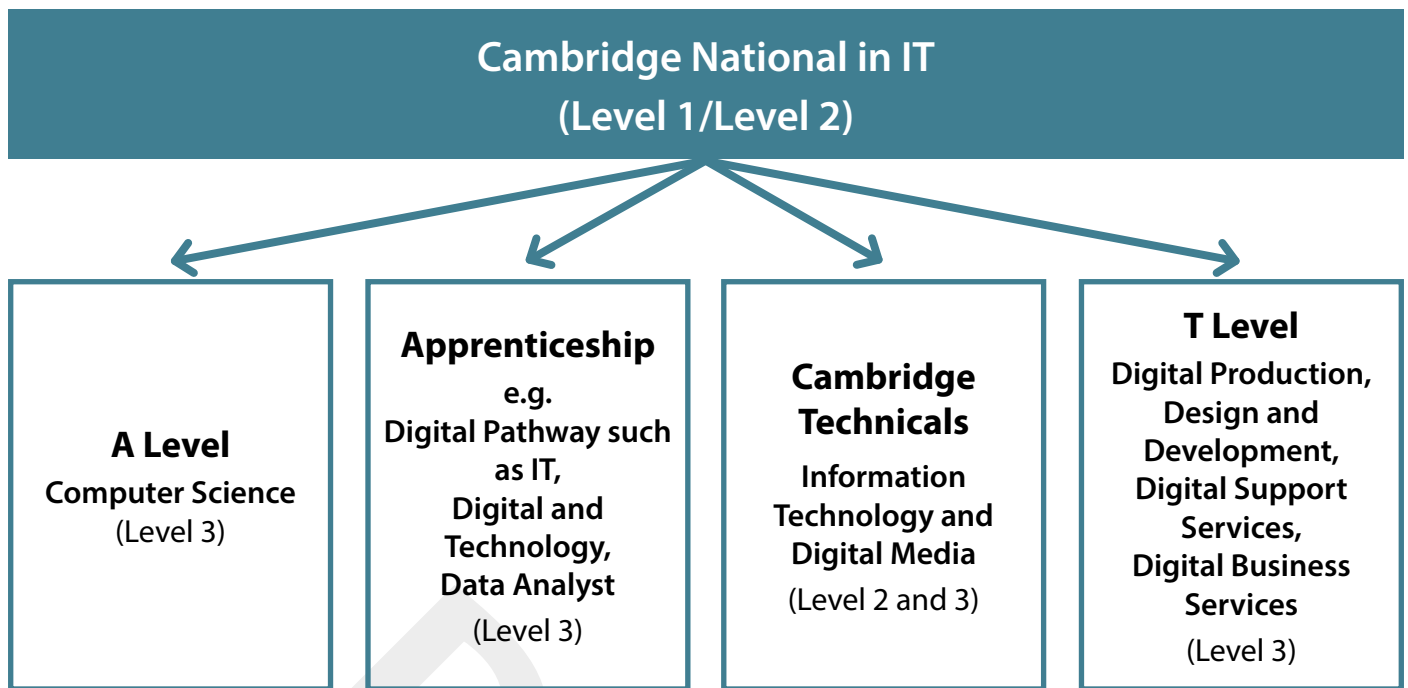 Cambridge National in IT
(Level 1/Level 2)
A Level
Computer Science
(Level 3)
Apprenticeship
e.g.
Digital Pathway such
as IT,
Digital and
Technology,
Data Analyst
(Level 3)
Cambridge
Technicals
Information
Technology and
Digital Media
(Level 2 and 3)
T Level
Digital Production,
Design and
Development,
Digital Support
Services,
Digital Business
Services
(Level 3)